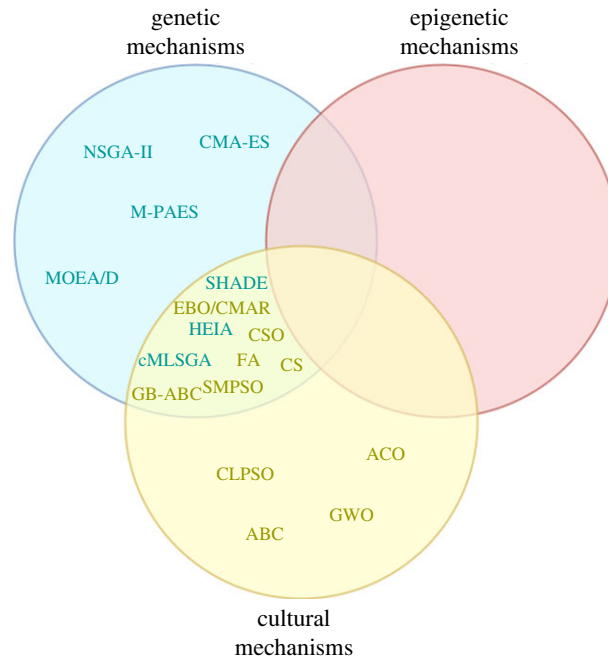 genetic
mechanisms
epigenetic
mechanisms
NSGA-II
CMA-ES
M-PAES
MOEA/D
SHADE
EBO/CMAR
HEIA
CSO
cMLSGA
FA
CS
GB-ABC
SMPSO
ACO
CLPSO
GWO
ABC
cultural
mechanisms